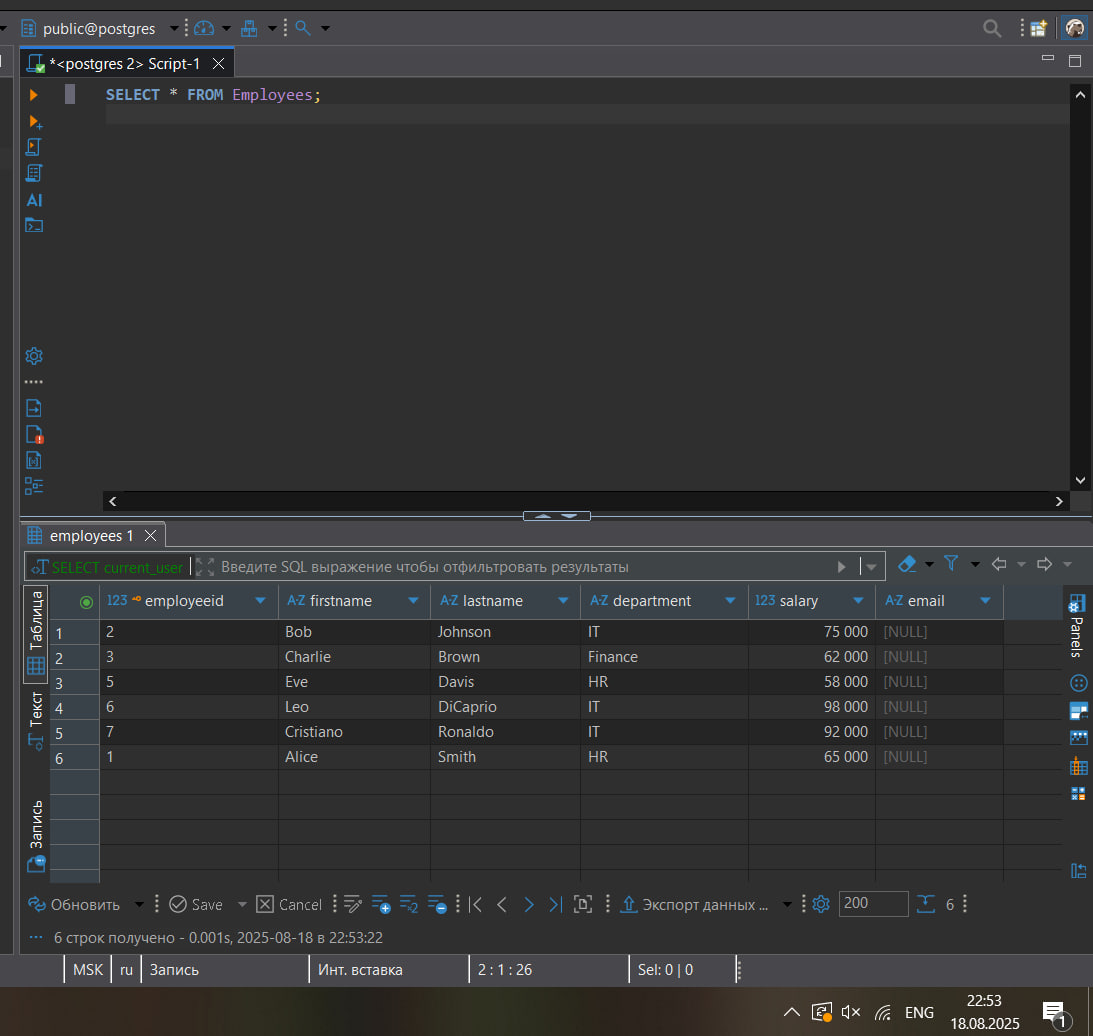 public@postgres
*<postgres 2> Script-1
SELECT * FROM Employees;
AI
employees 1
SELECT current_user Введите SQL выражение чтобы отфильтровать результаты
Таблица
Текст
Запись
123 employeeid A-Z firstname A-Z lastname A-Z department 123 salary A-Z email
1 2 Bob Johnson IT 75 000 [NULL]
2 3 Charlie Brown Finance 62 000 [NULL]
3 5 Eve Davis HR 58 000 [NULL]
4 6 Leo DiCaprio IT 98 000 [NULL]
5 7 Cristiano Ronaldo IT 92 000 [NULL]
6 1 Alice Smith HR 65 000 [NULL]
Panels
Обновить Save Cancel Экспорт данных ... 200 6
6 строк получено - 0.001s, 2025-08-18 в 22:53:22
MSK ru Запись Инт. вставка 2 : 1 : 26 Sel: 0 | 0
ENG 22:53
18.08.2025
1